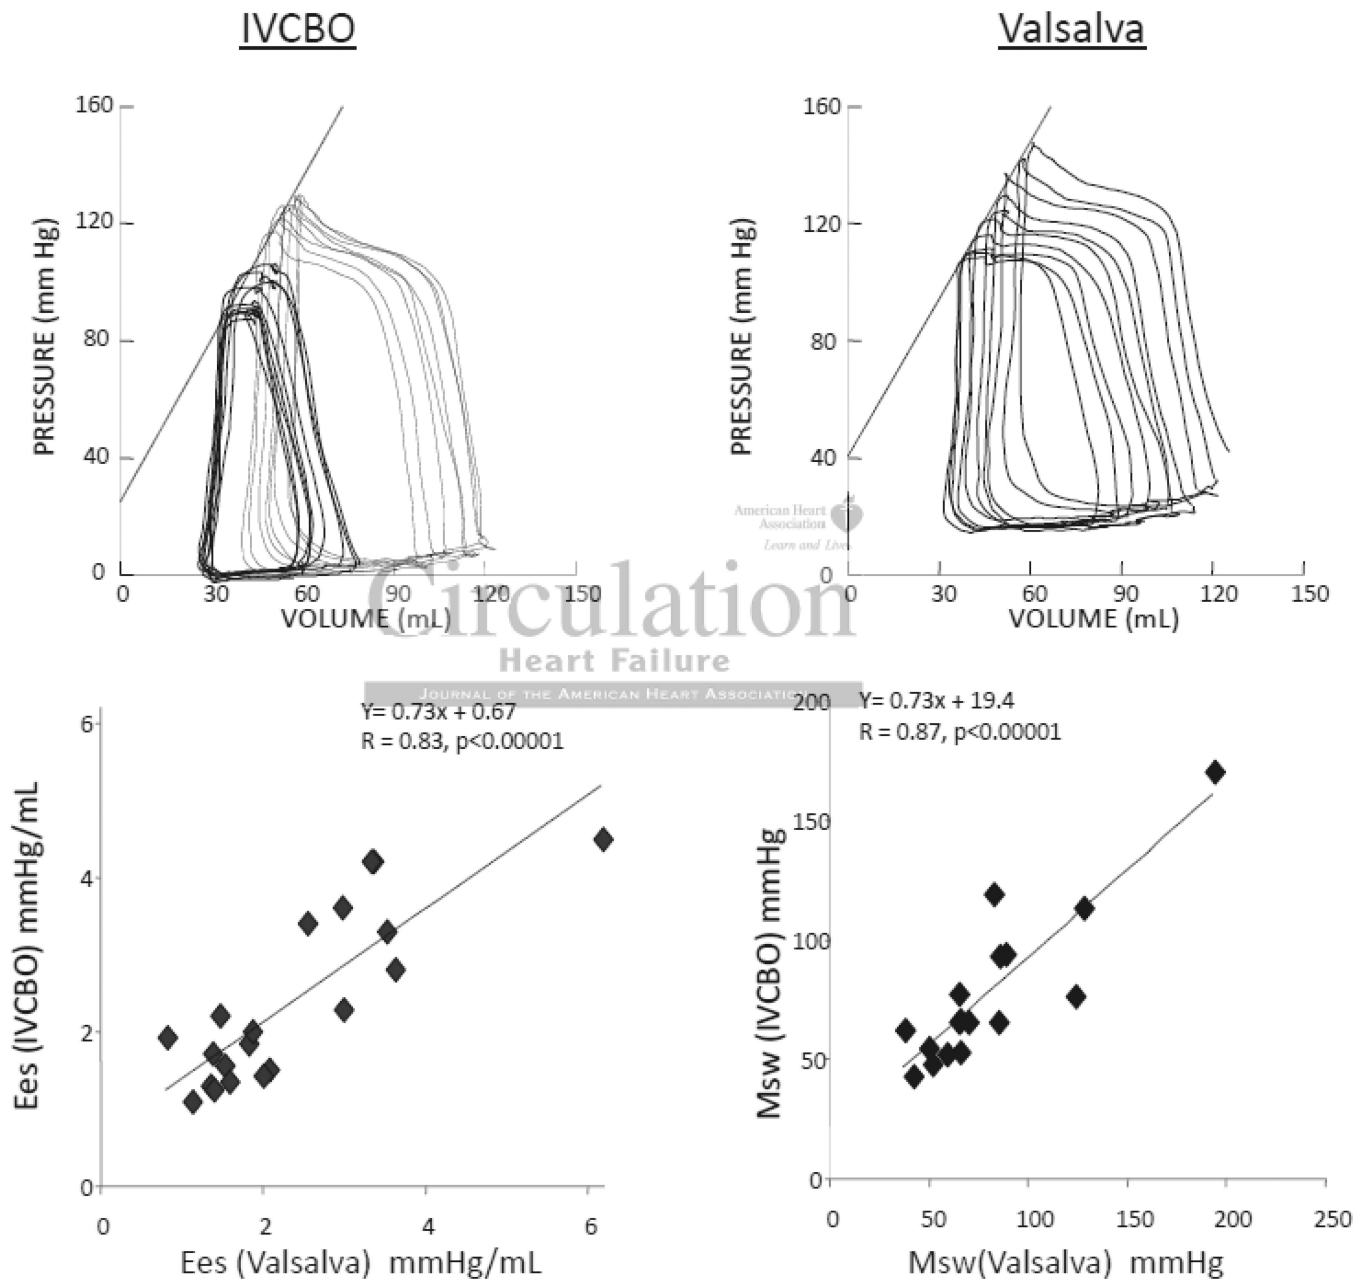 IVCBO
Valsalva
160
120
80
40
0
PRESSURE (mm Hg)
0 30 60 90 120 150
VOLUME (mL)
160
120
80
40
0
PRESSURE (mm Hg)
0 30 60 90 120 150
VOLUME (mL)
American Heart
Association
Learn and Live
Circulation
Heart Failure
JOURNAL OF THE AMERICAN HEART ASSOCIATION
Y= 0.73x + 0.67
R = 0.83, p<0.00001
6
4
2
0
Ees (IVCBO) mmHg/mL
0 2 4 6
Ees (Valsalva) mmHg/mL
Y= 0.73x + 19.4
R = 0.87, p<0.00001
200
150
100
50
0
Msw (IVCBO) mmHg
0 50 100 150 200 250
Msw(Valsalva) mmHg